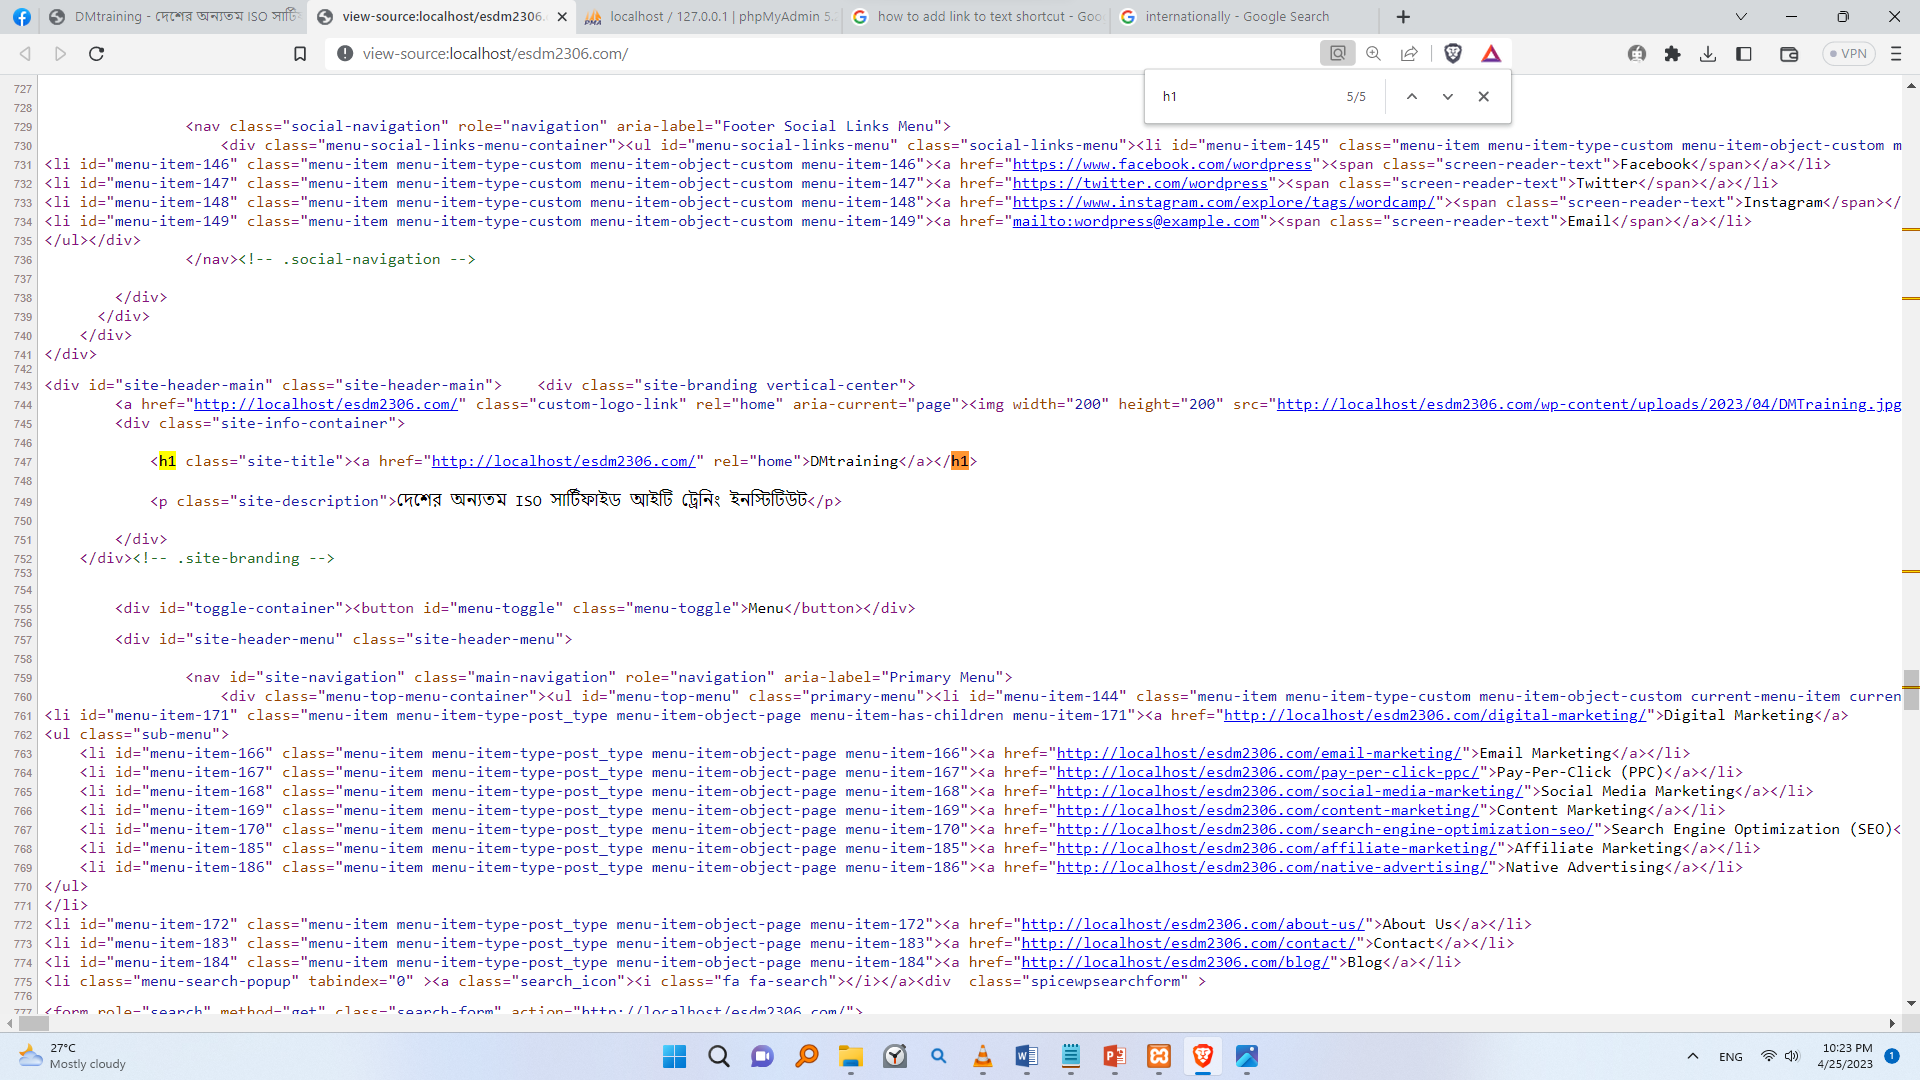 DMtraining - দেশের অন্যতম ISO সার্টি
view-source:localhost/esdm2306.
localhost / 127.0.0.1 | phpMyAdmin 5.
how to add link to text shortcut - Goo
internationally - Google Search
view-source:localhost/esdm2306.com/
VPN
h1 5/5
727
728
729 <nav class="social-navigation" role="navigation" aria-label="Footer Social Links Menu">
730 <div class="menu-social-links-menu-container"><ul id="menu-social-links-menu" class="social-links-menu"><li id="menu-item-145" class="menu-item menu-item-type-custom menu-item-object-custom m
731 <li id="menu-item-146" class="menu-item menu-item-type-custom menu-item-object-custom menu-item-146"><a href="https://www.facebook.com/wordpress"><span class="screen-reader-text">Facebook</span></a></li>
732 <li id="menu-item-147" class="menu-item menu-item-type-custom menu-item-object-custom menu-item-147"><a href="https://twitter.com/wordpress"><span class="screen-reader-text">Twitter</span></a></li>
733 <li id="menu-item-148" class="menu-item menu-item-type-custom menu-item-object-custom menu-item-148"><a href="https://www.instagram.com/explore/tags/wordcamp/"><span class="screen-reader-text">Instagram</span></
734 <li id="menu-item-149" class="menu-item menu-item-type-custom menu-item-object-custom menu-item-149"><a href="mailto:wordpress@example.com"><span class="screen-reader-text">Email</span></a></li>
735 </ul></div>
736 </nav><!-- .social-navigation -->
737
738 </div>
739 </div>
740 </div>
741 </div>
742
743 <div id="site-header-main" class="site-header-main"> <div class="site-branding vertical-center">
744 <a href="http://localhost/esdm2306.com/" class="custom-logo-link" rel="home" aria-current="page"><img width="200" height="200" src="http://localhost/esdm2306.com/wp-content/uploads/2023/04/DMTraining.jpg
745 <div class="site-info-container">
746
747 <h1 class="site-title"><a href="http://localhost/esdm2306.com/" rel="home">DMtraining</a></h1>
748
749 <p class="site-description">দেশের অন্যতম ISO সার্টিফাইড আইটি ট্রেনিং ইনস্টিটিউট</p>
750
751 </div>
752 </div><!-- .site-branding -->
753
754
755 <div id="toggle-container"><button id="menu-toggle" class="menu-toggle">Menu</button></div>
756
757 <div id="site-header-menu" class="site-header-menu">
758
759 <nav id="site-navigation" class="main-navigation" role="navigation" aria-label="Primary Menu">
760 <div class="menu-top-menu-container"><ul id="menu-top-menu" class="primary-menu"><li id="menu-item-144" class="menu-item menu-item-type-custom menu-item-object-custom current-menu-item curren
761 <li id="menu-item-171" class="menu-item menu-item-type-post_type menu-item-object-page menu-item-has-children menu-item-171"><a href="http://localhost/esdm2306.com/digital-marketing/">Digital Marketing</a>
762 <ul class="sub-menu">
763 <li id="menu-item-166" class="menu-item menu-item-type-post_type menu-item-object-page menu-item-166"><a href="http://localhost/esdm2306.com/email-marketing/">Email Marketing</a></li>
764 <li id="menu-item-167" class="menu-item menu-item-type-post_type menu-item-object-page menu-item-167"><a href="http://localhost/esdm2306.com/pay-per-click-ppc/">Pay-Per-Click (PPC)</a></li>
765 <li id="menu-item-168" class="menu-item menu-item-type-post_type menu-item-object-page menu-item-168"><a href="http://localhost/esdm2306.com/social-media-marketing/">Social Media Marketing</a></li>
766 <li id="menu-item-169" class="menu-item menu-item-type-post_type menu-item-object-page menu-item-169"><a href="http://localhost/esdm2306.com/content-marketing/">Content Marketing</a></li>
767 <li id="menu-item-170" class="menu-item menu-item-type-post_type menu-item-object-page menu-item-170"><a href="http://localhost/esdm2306.com/search-engine-optimization-seo/">Search Engine Optimization (SEO)<
768 <li id="menu-item-185" class="menu-item menu-item-type-post_type menu-item-object-page menu-item-185"><a href="http://localhost/esdm2306.com/affiliate-marketing/">Affiliate Marketing</a></li>
769 <li id="menu-item-186" class="menu-item menu-item-type-post_type menu-item-object-page menu-item-186"><a href="http://localhost/esdm2306.com/native-advertising/">Native Advertising</a></li>
770 </ul>
771 </li>
772 <li id="menu-item-172" class="menu-item menu-item-type-post_type menu-item-object-page menu-item-172"><a href="http://localhost/esdm2306.com/about-us/">About Us</a></li>
773 <li id="menu-item-183" class="menu-item menu-item-type-post_type menu-item-object-page menu-item-183"><a href="http://localhost/esdm2306.com/contact/">Contact</a></li>
774 <li id="menu-item-184" class="menu-item menu-item-type-post_type menu-item-object-page menu-item-184"><a href="http://localhost/esdm2306.com/blog/">Blog</a></li>
775 <li class="menu-search-popup" tabindex="0" ><a class="search_icon"><i class="fa fa-search"></i></a><div class="spicewpsearchform" >
776
777 <form role="search" method="get" class="search-form" action="http://localhost/esdm2306.com/">
27°C
Mostly cloudy
ENG
10:23 PM
4/25/2023
1